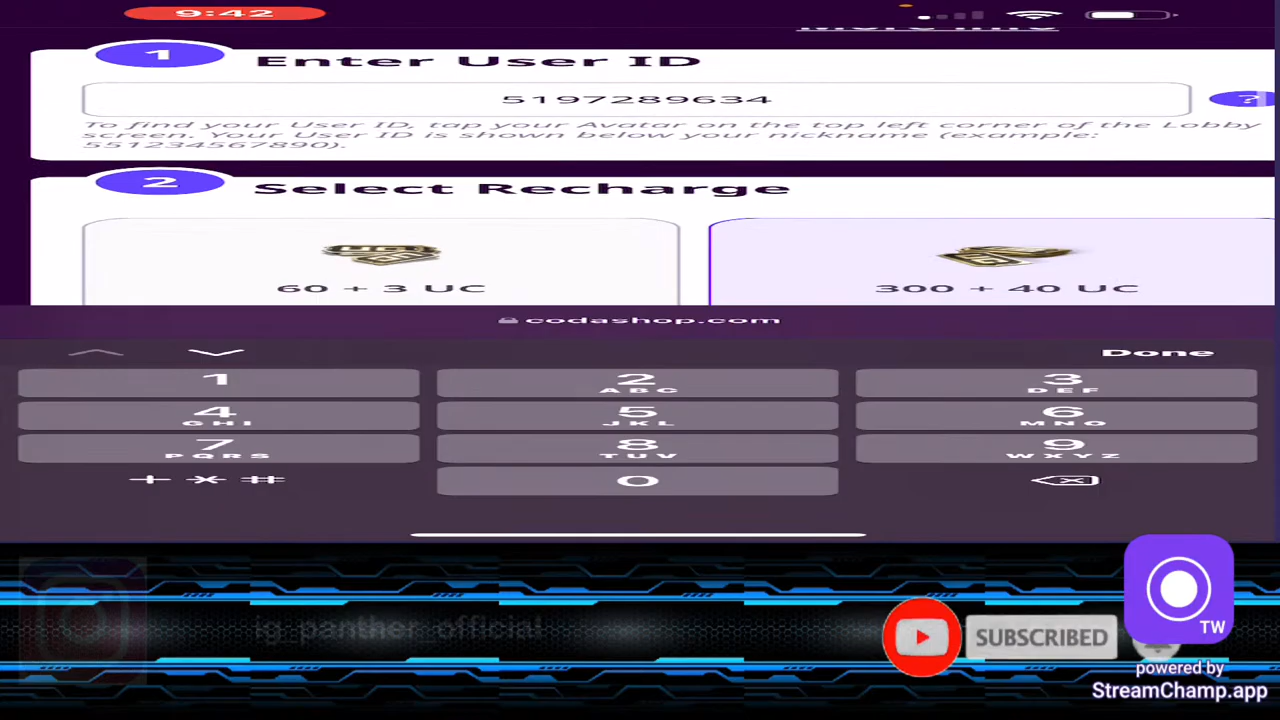 9:42
More info
1 Enter User ID
5197289634 ?
To find your User ID, tap your Avatar on the top left corner of the Lobby
screen. Your User ID is shown below your nickname (example:
551234567890).
2 Select Recharge
60 + 3 UC
300 + 40 UC
codashop.com
Done
1
2 ABC
3 DEF
4 GHI
5 JKL
6 MNO
7 PQRS
8 TUV
9 WXYZ
+ * #
0
ig_panther_official
SUBSCRIBED
TW
powered by
StreamChamp.app